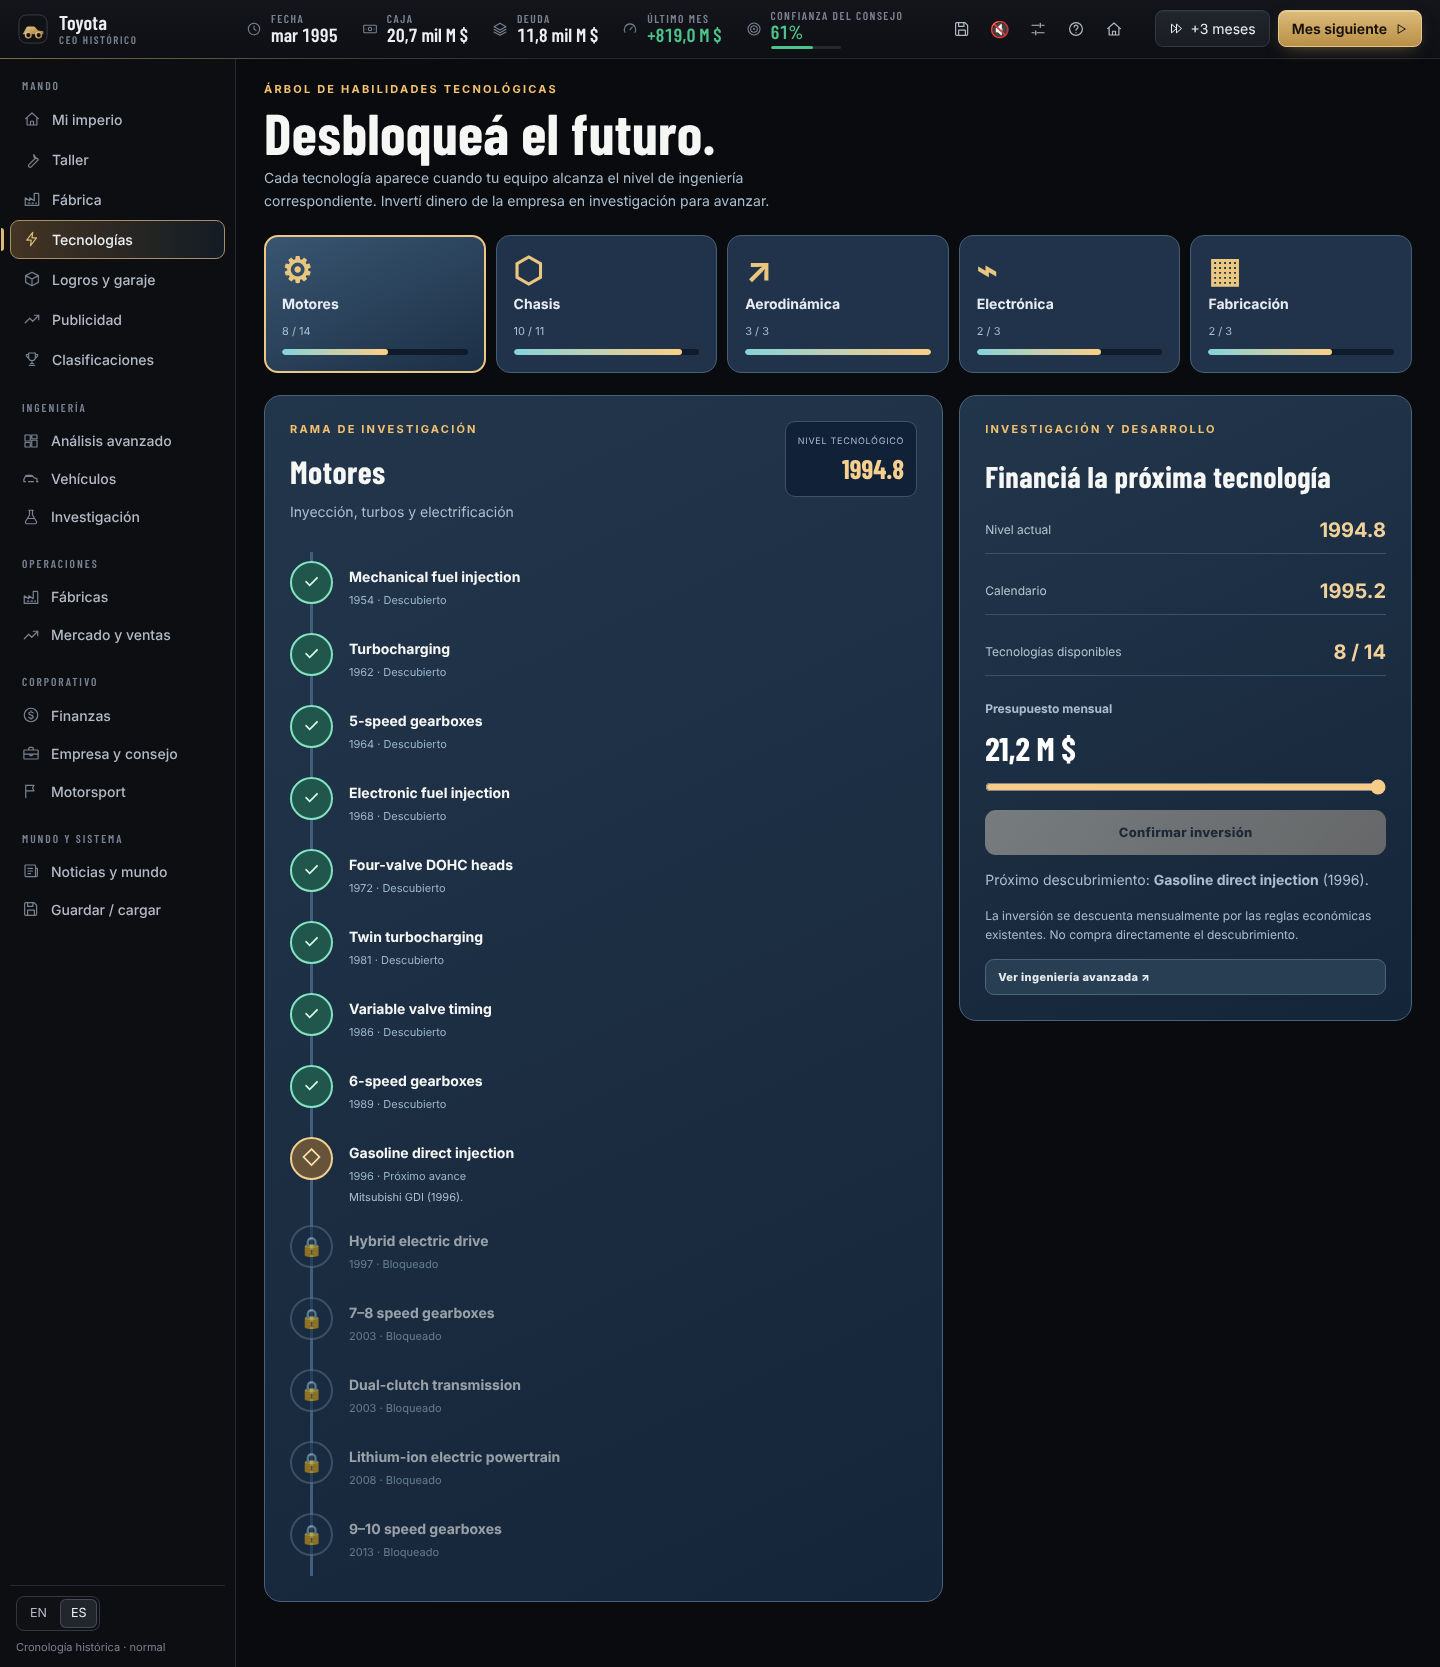 Toyota
CEO HISTÓRICO
FECHA
mar 1995
CAJA
20,7 mil M $
DEUDA
11,8 mil M $
ÚLTIMO MES
+819,0 M $
CONFIANZA DEL CONSEJO
61%
+3 meses
Mes siguiente
MANDO
Mi imperio
Taller
Fábrica
Tecnologías
Logros y garaje
Publicidad
Clasificaciones
INGENIERÍA
Análisis avanzado
Vehículos
Investigación
OPERACIONES
Fábricas
Mercado y ventas
CORPORATIVO
Finanzas
Empresa y consejo
Motorsport
MUNDO Y SISTEMA
Noticias y mundo
Guardar / cargar
EN
ES
Cronología histórica · normal
ÁRBOL DE HABILIDADES TECNOLÓGICAS
Desbloqueá el futuro.
Cada tecnología aparece cuando tu equipo alcanza el nivel de ingeniería
correspondiente. Invertí dinero de la empresa en investigación para avanzar.
Motores
8 / 14
Chasis
10 / 11
Aerodinámica
3 / 3
Electrónica
2 / 3
Fabricación
2 / 3
RAMA DE INVESTIGACIÓN
Motores
Inyección, turbos y electrificación
NIVEL TECNOLÓGICO
1994.8
Mechanical fuel injection
1954 · Descubierto
Turbocharging
1962 · Descubierto
5-speed gearboxes
1964 · Descubierto
Electronic fuel injection
1968 · Descubierto
Four-valve DOHC heads
1972 · Descubierto
Twin turbocharging
1981 · Descubierto
Variable valve timing
1986 · Descubierto
6-speed gearboxes
1989 · Descubierto
Gasoline direct injection
1996 · Próximo avance
Mitsubishi GDI (1996).
Hybrid electric drive
1997 · Bloqueado
7–8 speed gearboxes
2003 · Bloqueado
Dual-clutch transmission
2003 · Bloqueado
Lithium-ion electric powertrain
2008 · Bloqueado
9–10 speed gearboxes
2013 · Bloqueado
INVESTIGACIÓN Y DESARROLLO
Financiá la próxima tecnología
Nivel actual
1994.8
Calendario
1995.2
Tecnologías disponibles
8 / 14
Presupuesto mensual
21,2 M $
Confirmar inversión
Próximo descubrimiento: Gasoline direct injection (1996).
La inversión se descuenta mensualmente por las reglas económicas
existentes. No compra directamente el descubrimiento.
Ver ingeniería avanzada ↗